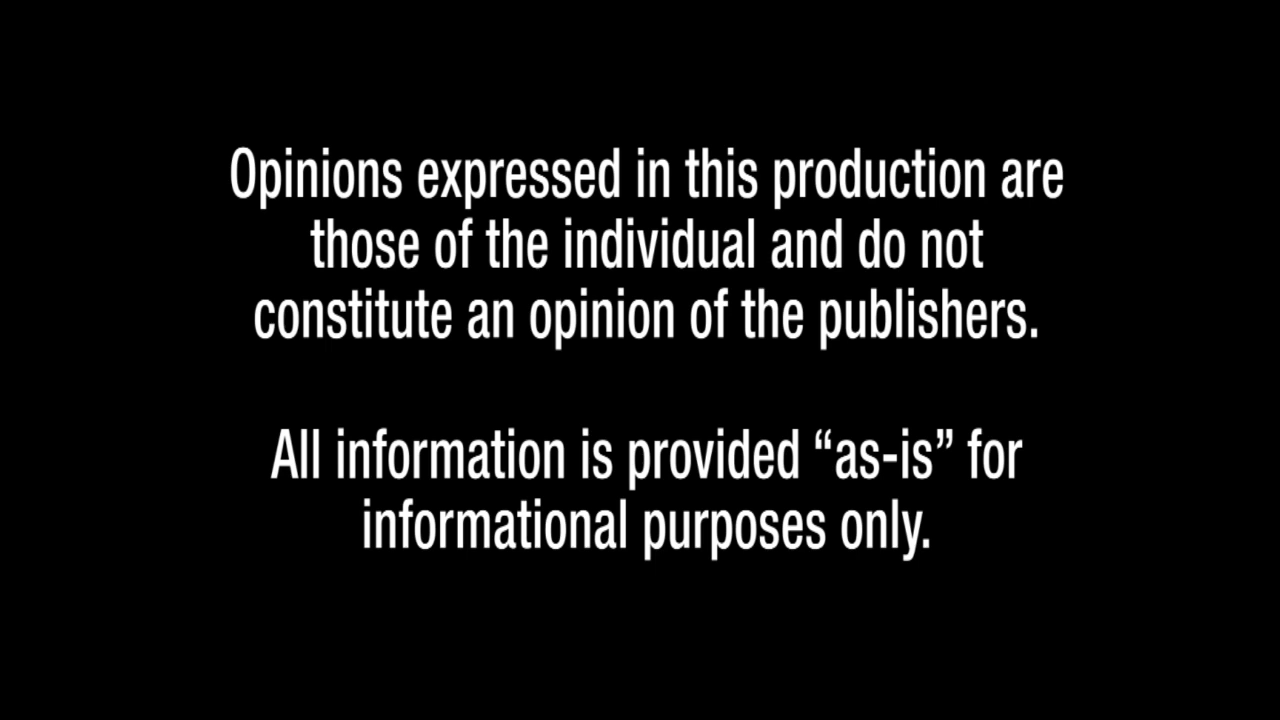 Opinions expressed in this production are
those of the individual and do not
constitute an opinion of the publishers.
All information is provided “as-is” for
informational purposes only.